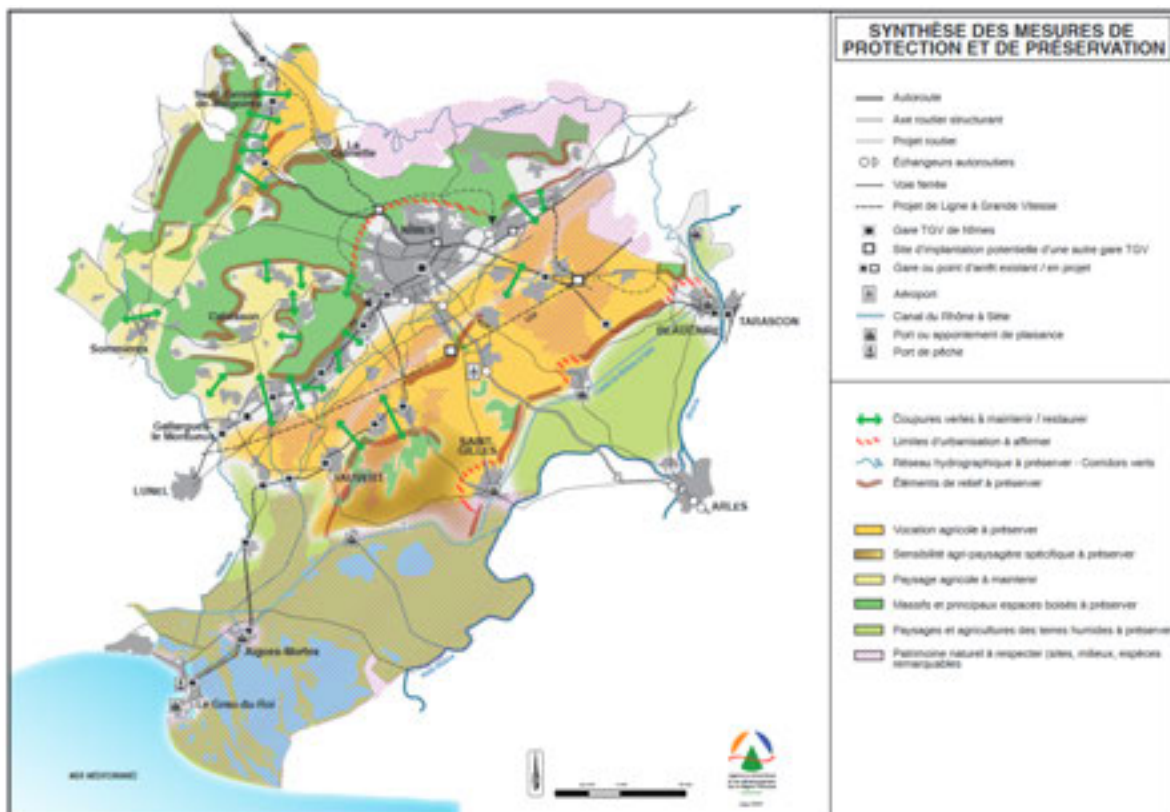 SYNTHÈSE DES MESURES DE
PROTECTION ET DE PRÉSERVATION
Autoroute
Axe routier structurant
Projet routier
Échangeurs autoroutiers
Voie ferrée
Projet de Ligne à Grande Vitesse
Gare TGV de Nîmes
Site d'implantation potentielle d'une autre gare TGV
Gare ou point d'arrêt existant / en projet
Aéroport
Canal du Rhône à Sète
Port ou appontement de plaisance
Port de pêche
Coupures vertes à maintenir / restaurer
Limites d'urbanisation à affirmer
Réseau hydrographique à préserver - Corridors verts
Éléments de relief à préserver
Vocation agricole à préserver
Sensibilité agri-paysagère spécifique à préserver
Paysage agricole à maintenir
Massifs et principaux espaces boisés à préserver
Paysages et agricultures des terres humides à préserver
Patrimoine naturel à respecter (sites, milieux, espèces
remarquables
La
Calmette
NÎMES
Calvisson
Sommières
BEAUCAIRE
TARASCON
Gallargues
le Montueux
SAINT
GILLES
VAUVERT
LUNEL
ARLES
Aigues-Mortes
Le Grau du Roi
MER MÉDITERRANÉE